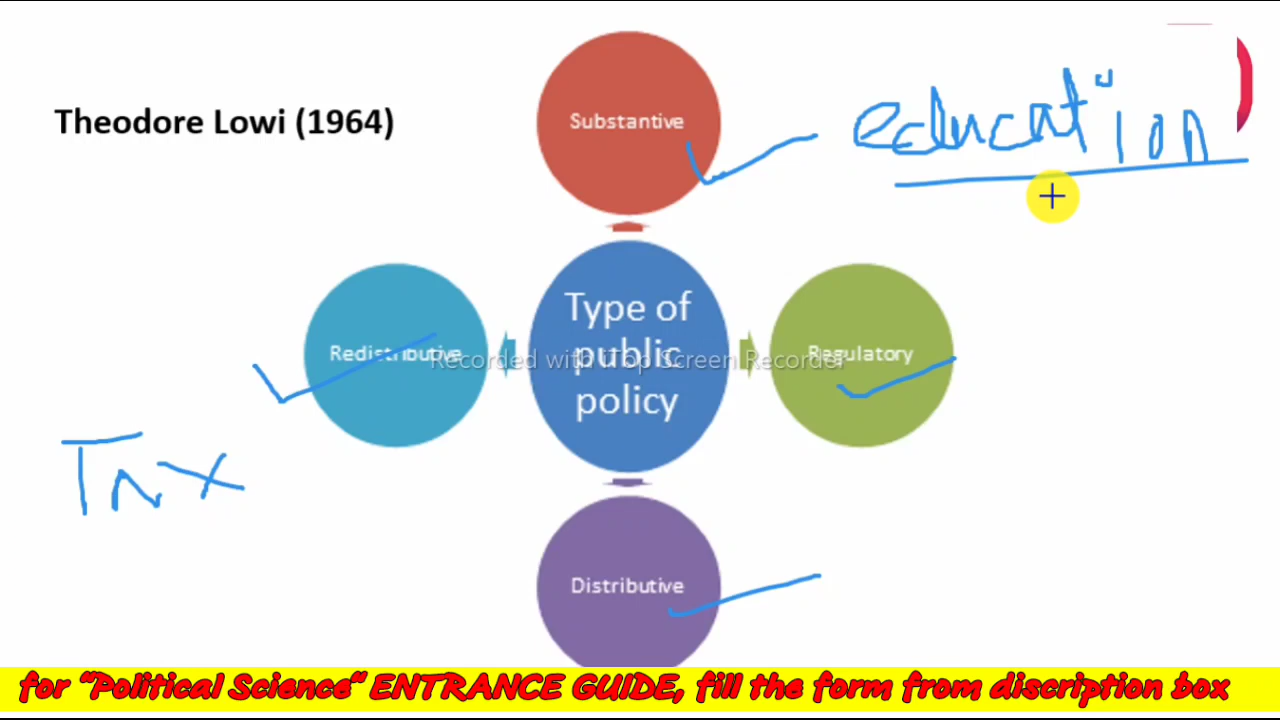 Theodore Lowi (1964)
Substantive
education
Type of
public
policy
Redistributive
Regulatory
Recorded with iTop Screen Recorder
Tax
Distributive
for "Political Science" ENTRANCE GUIDE, fill the form from discription box